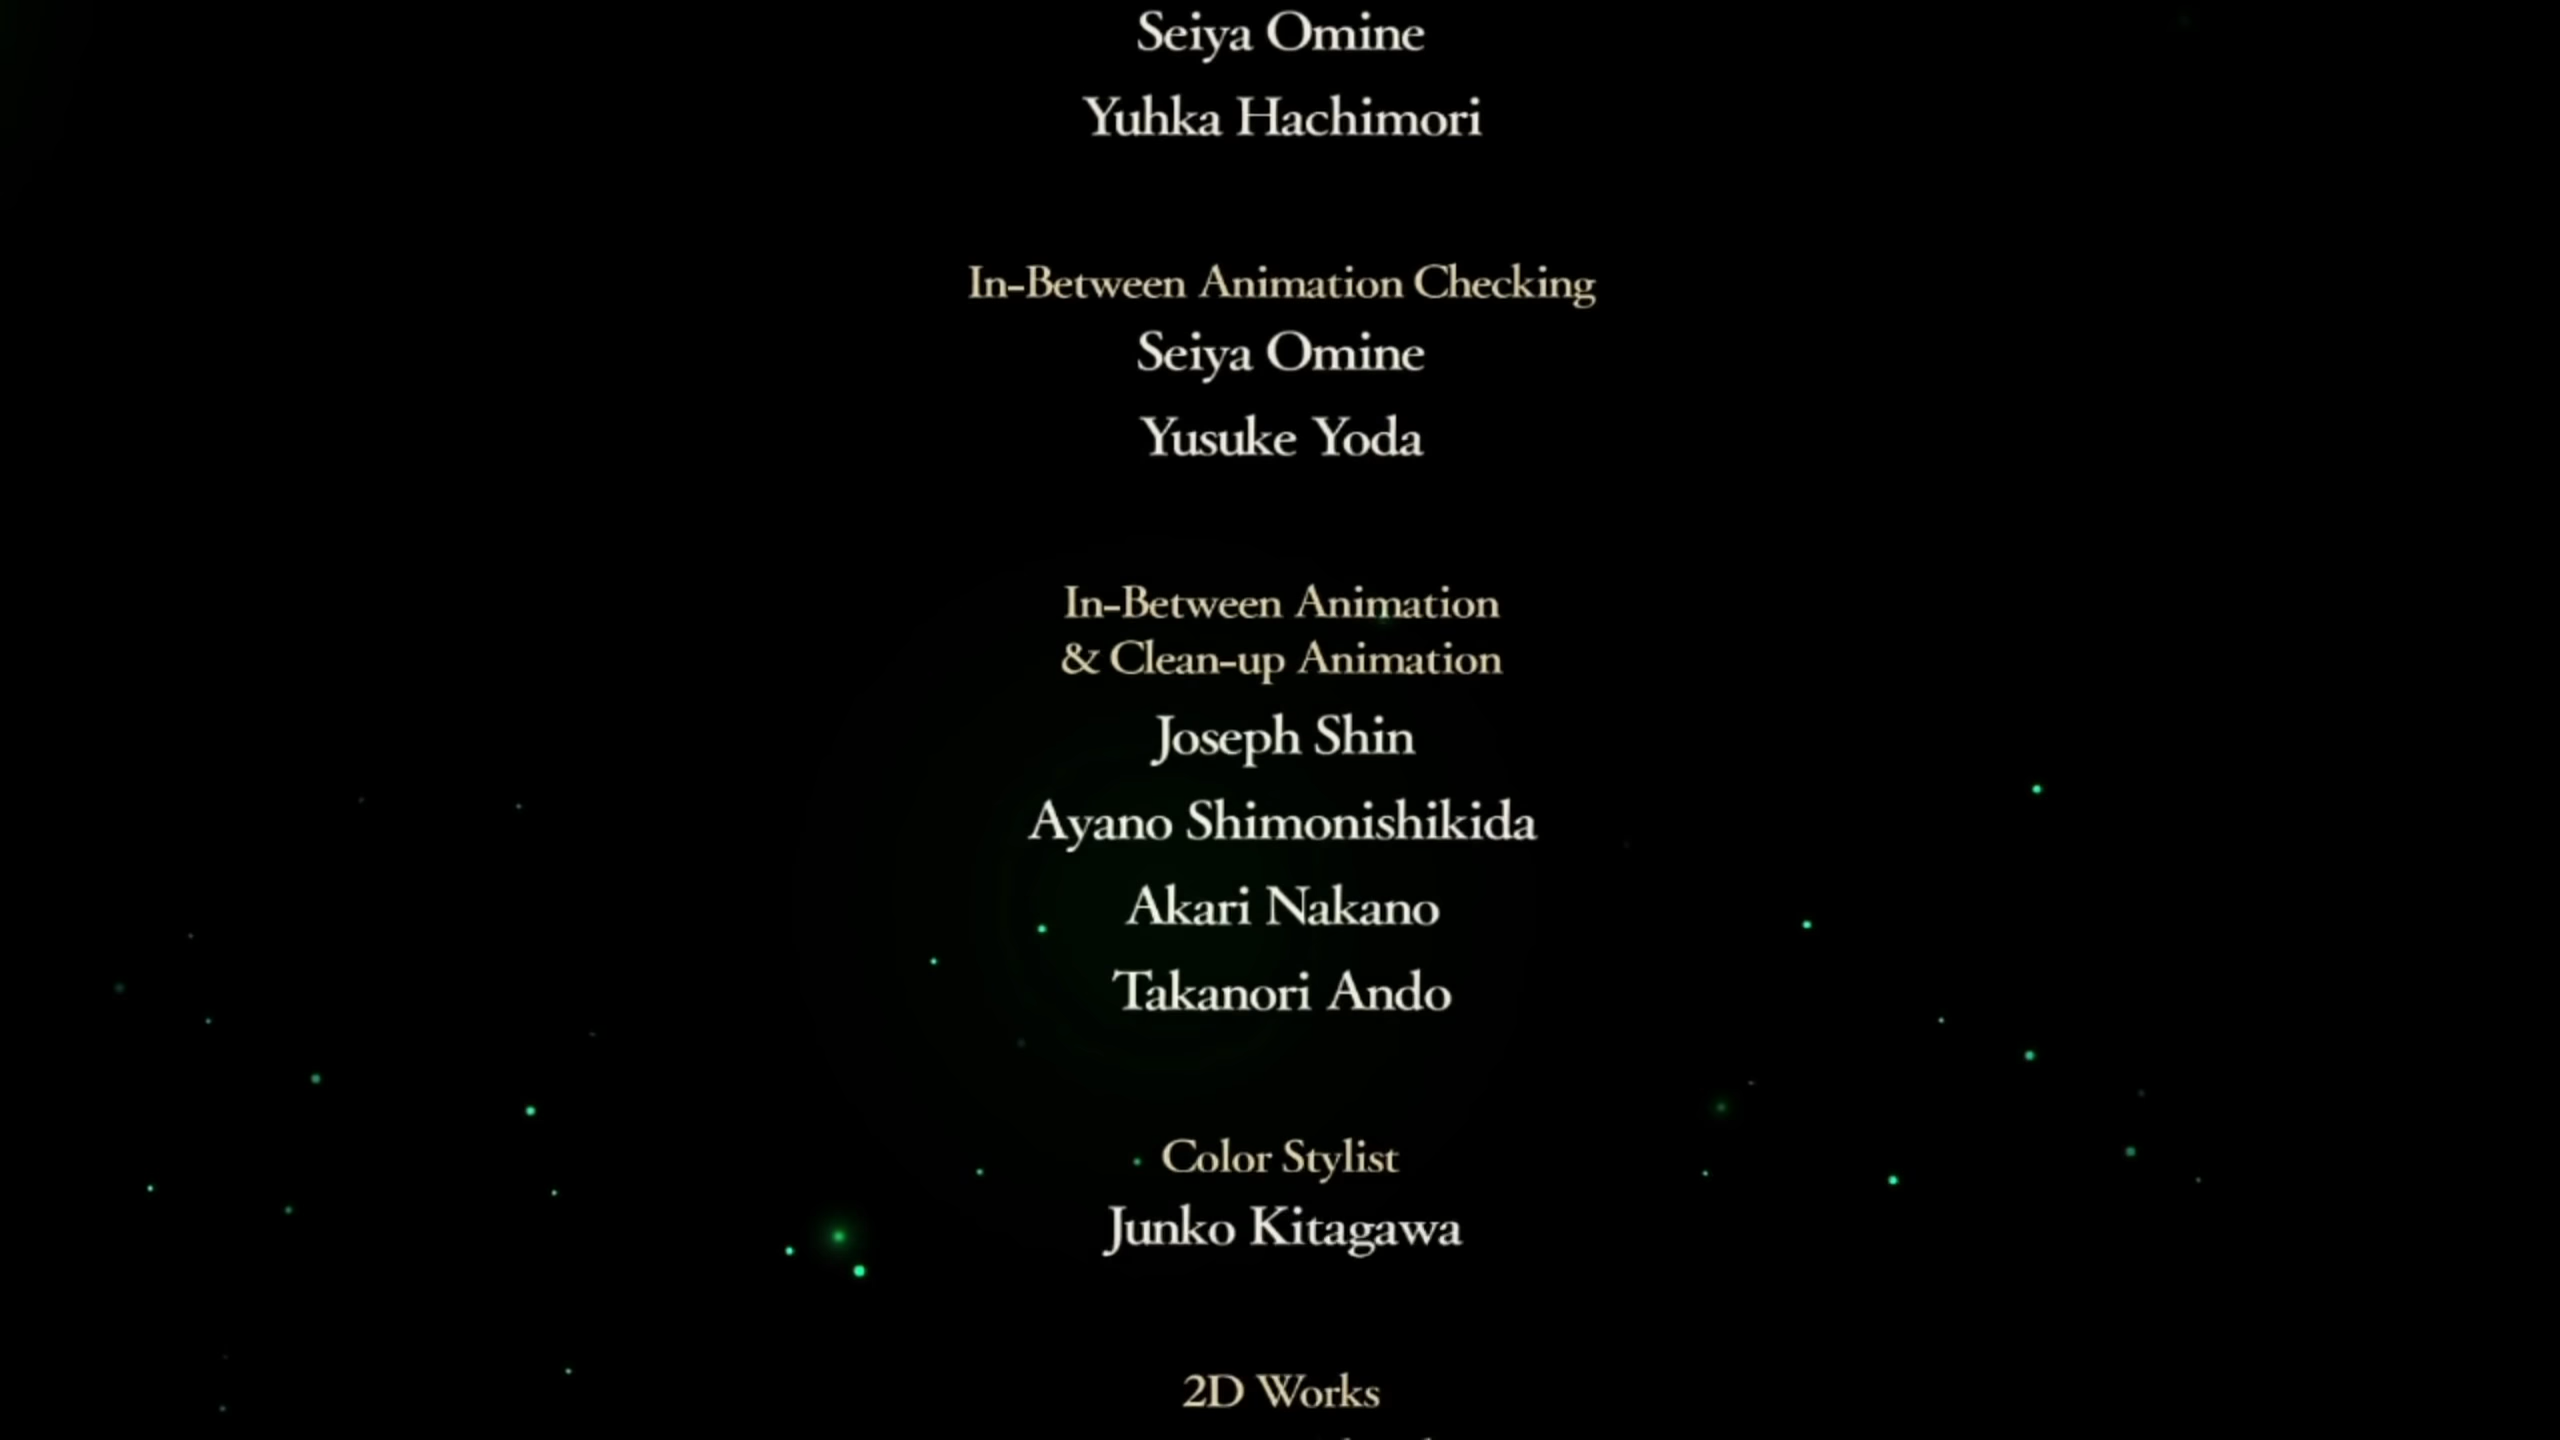 Seiya Omine
Yuhka Hachimori
In-Between Animation Checking
Seiya Omine
Yusuke Yoda
In-Between Animation
& Clean-up Animation
Joseph Shin
Ayano Shimonishikida
Akari Nakano
Takanori Ando
Color Stylist
Junko Kitagawa
2D Works